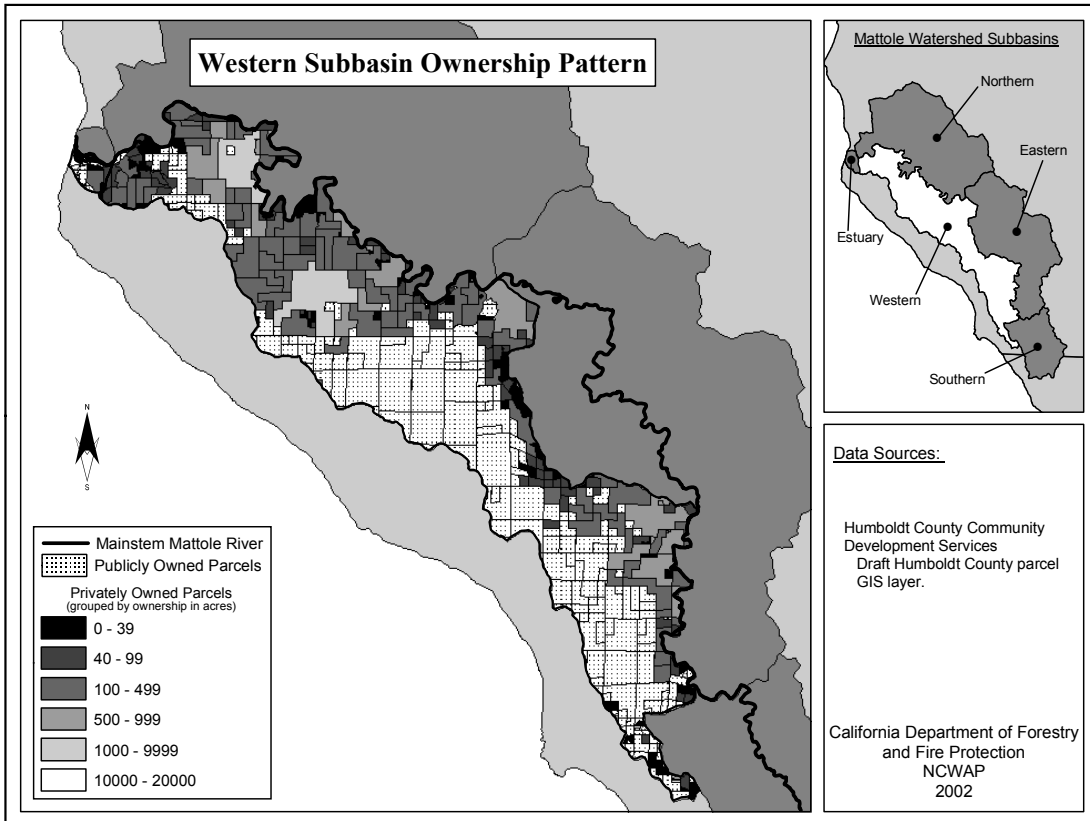 Western Subbasin Ownership Pattern
N
S
Mainstem Mattole River
Publicly Owned Parcels
Privately Owned Parcels
(grouped by ownership in acres)
0 - 39
40 - 99
100 - 499
500 - 999
1000 - 9999
10000 - 20000
Mattole Watershed Subbasins
Northern
Eastern
Estuary
Western
Southern
Data Sources:
Humboldt County Community
Development Services
Draft Humboldt County parcel
GIS layer.
California Department of Forestry
and Fire Protection
NCWAP
2002